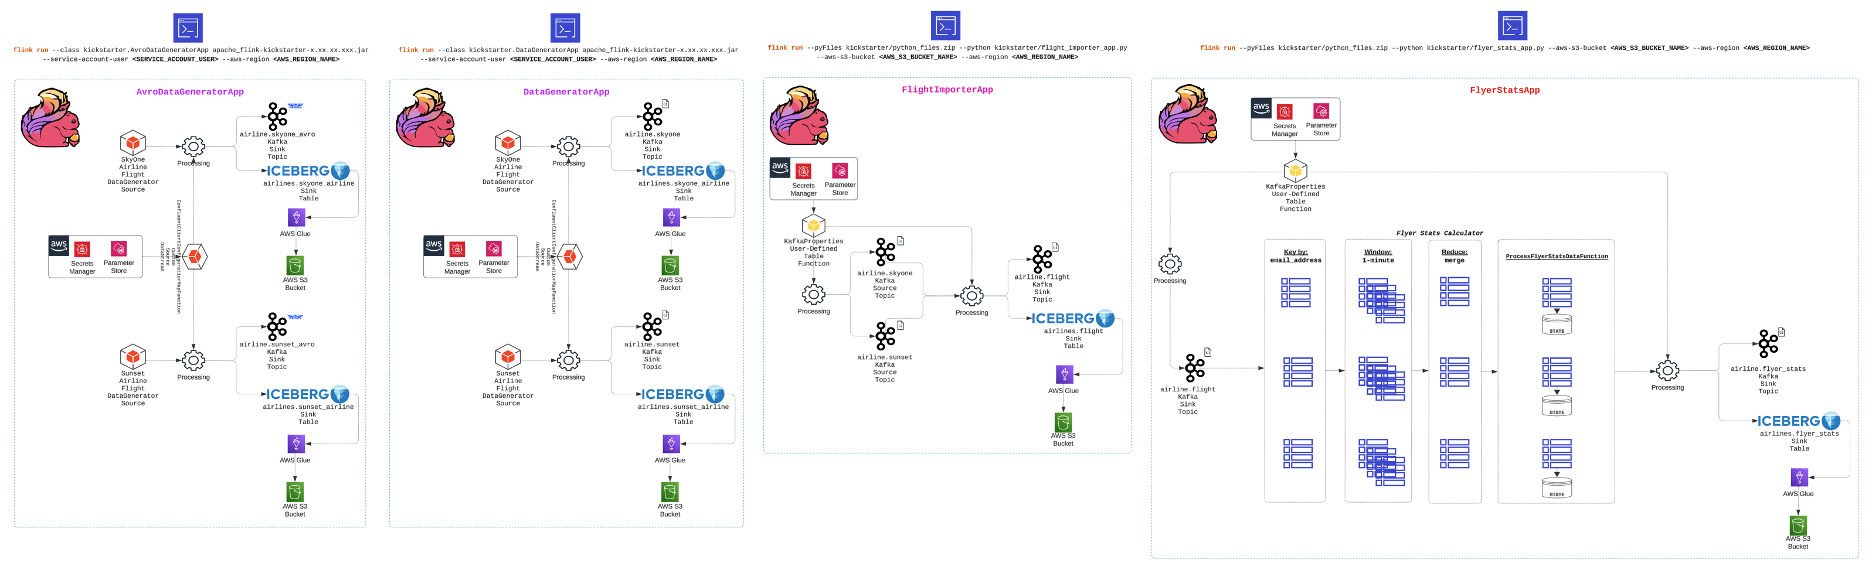 flink run --class kickstarter.AvroDataGeneratorApp apache_flink-kickstarter-x.xx.xx.xxx.jar
--service-account-user <SERVICE_ACCOUNT_USER> --aws-region <AWS_REGION_NAME>
AvroDataGeneratorApp
SkyOne
Airline
Flight
DataGenerator
Source
Processing
airline.skyone_avro
Kafka
Sink
Topic
ICEBERG
airlines.skyone_airline
Sink
Table
AWS Glue
AWS S3
Bucket
aws
Secrets
Manager
Parameter
Store
Sunset
Airline
Flight
DataGenerator
Source
Processing
airline.sunset_avro
Kafka
Sink
Topic
ICEBERG
airlines.sunset_airline
Sink
Table
AWS Glue
AWS S3
Bucket
flink run --class kickstarter.DataGeneratorApp apache_flink-kickstarter-x.xx.xx.xxx.jar
--service-account-user <SERVICE_ACCOUNT_USER> --aws-region <AWS_REGION_NAME>
DataGeneratorApp
SkyOne
Airline
Flight
DataGenerator
Source
Processing
airline.skyone
Kafka
Sink
Topic
ICEBERG
airlines.skyone_airline
Sink
Table
AWS Glue
AWS S3
Bucket
aws
Secrets
Manager
Parameter
Store
Sunset
Airline
Flight
DataGenerator
Source
Processing
airline.sunset
Kafka
Sink
Topic
ICEBERG
airlines.sunset_airline
Sink
Table
AWS Glue
AWS S3
Bucket
flink run --pyFiles kickstarter/python_files.zip --python kickstarter/flight_importer_app.py
--aws-s3-bucket <AWS_S3_BUCKET_NAME> --aws-region <AWS_REGION_NAME>
FlightImporterApp
aws
Secrets
Manager
Parameter
Store
KafkaProperties
User-Defined
Table
Function
Processing
airline.skyone
Kafka
Source
Topic
airline.sunset
Kafka
Source
Topic
Processing
airline.flight
Kafka
Sink
Topic
ICEBERG
airlines.flight
Sink
Table
AWS Glue
AWS S3
Bucket
flink run --pyFiles kickstarter/python_files.zip --python kickstarter/flyer_stats_app.py --aws-s3-bucket <AWS_S3_BUCKET_NAME> --aws-region <AWS_REGION_NAME>
FlyerStatsApp
aws
Secrets
Manager
Parameter
Store
KafkaProperties
User-Defined
Table
Function
Processing
airline.flight
Kafka
Sink
Topic
Flyer Stats Calculator
Key by:
email_address
Window:
1-minute
Reduce:
merge
ProcessFlyerStatsDataFunction
STATE
STATE
STATE
Processing
airline.flyer_stats
Kafka
Sink
Topic
ICEBERG
airlines.flyer_stats
Sink
Table
AWS Glue
AWS S3
Bucket